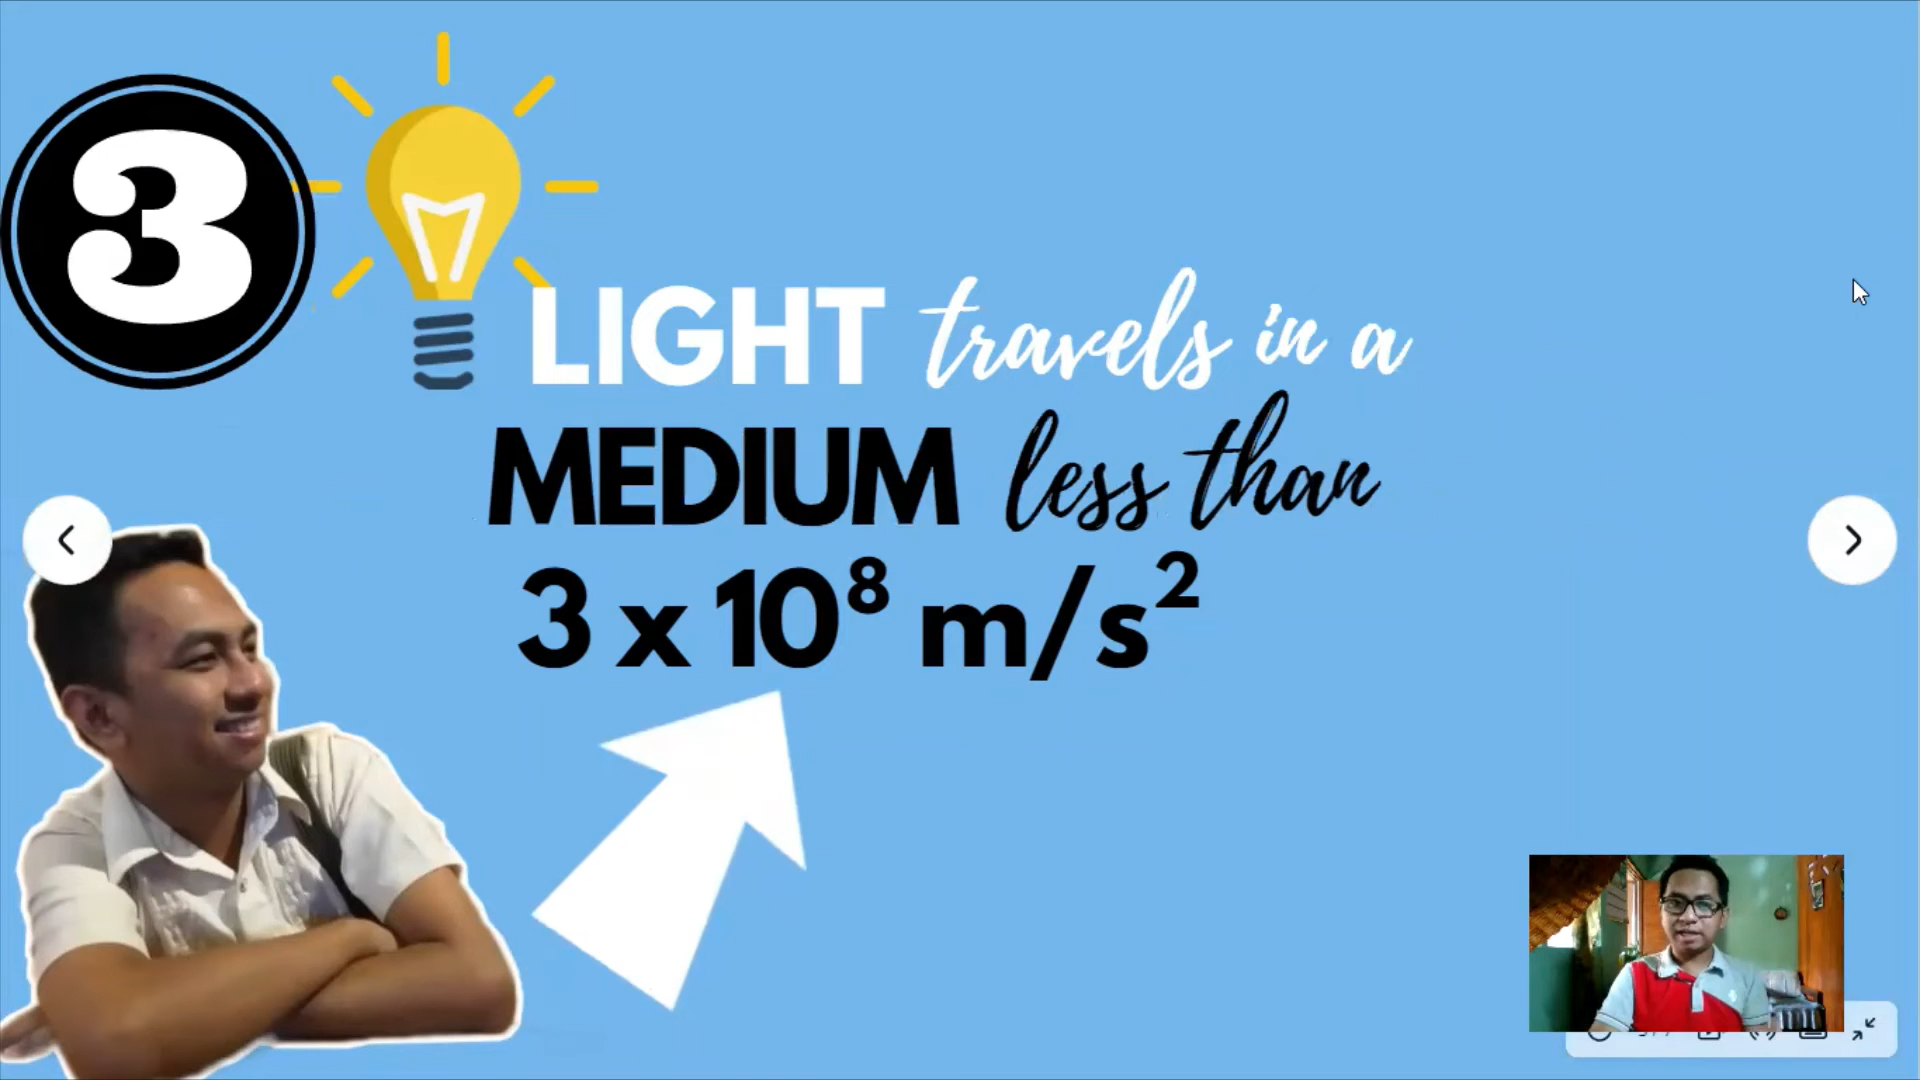 3
LIGHT travels in a
MEDIUM less than
3 x 10⁸ m/s²